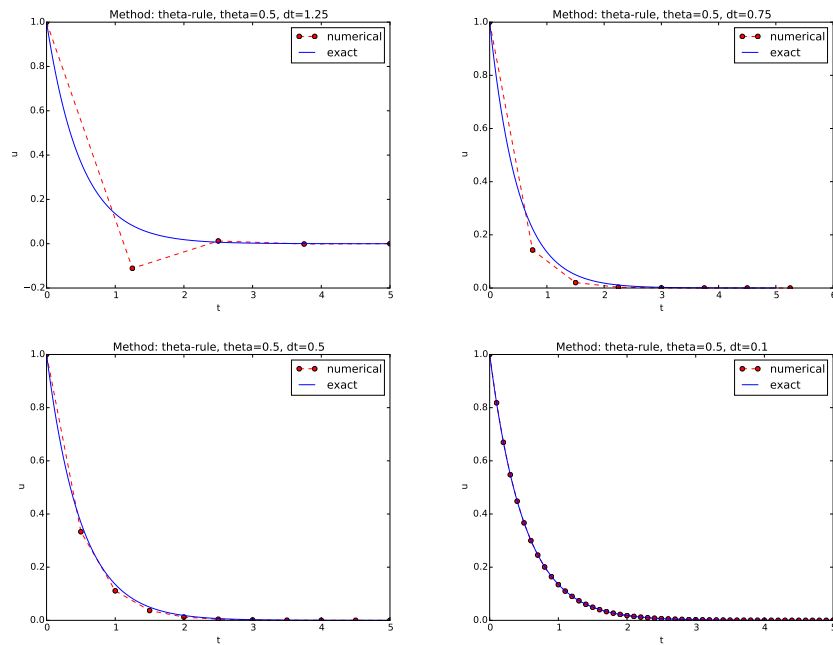 Method: theta-rule, theta=0.5, dt=1.25
numerical
exact
1.0
0.8
0.6
0.4
0.2
0.0
−0.2
u
0 1 2 3 4 5
t
Method: theta-rule, theta=0.5, dt=0.75
numerical
exact
1.0
0.8
0.6
0.4
0.2
0.0
u
0 1 2 3 4 5 6
t
Method: theta-rule, theta=0.5, dt=0.5
numerical
exact
1.0
0.8
0.6
0.4
0.2
0.0
u
0 1 2 3 4 5
t
Method: theta-rule, theta=0.5, dt=0.1
numerical
exact
1.0
0.8
0.6
0.4
0.2
0.0
u
0 1 2 3 4 5
t